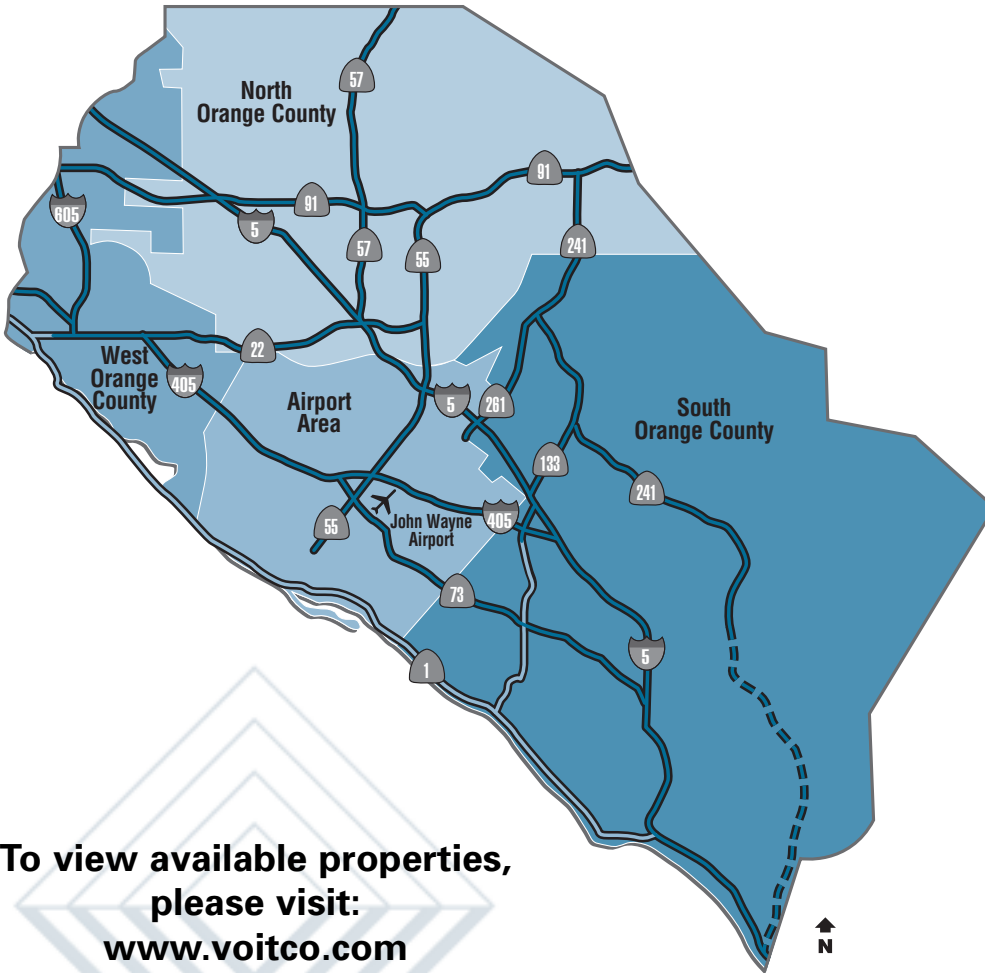 57
North
Orange County
91
91
605
5
57
55
241
22
West
Orange
County
405
Airport
Area
5
261
South
Orange County
133
241
55
John Wayne
Airport
405
73
5
1
To view available properties,
please visit:
www.voitco.com
N